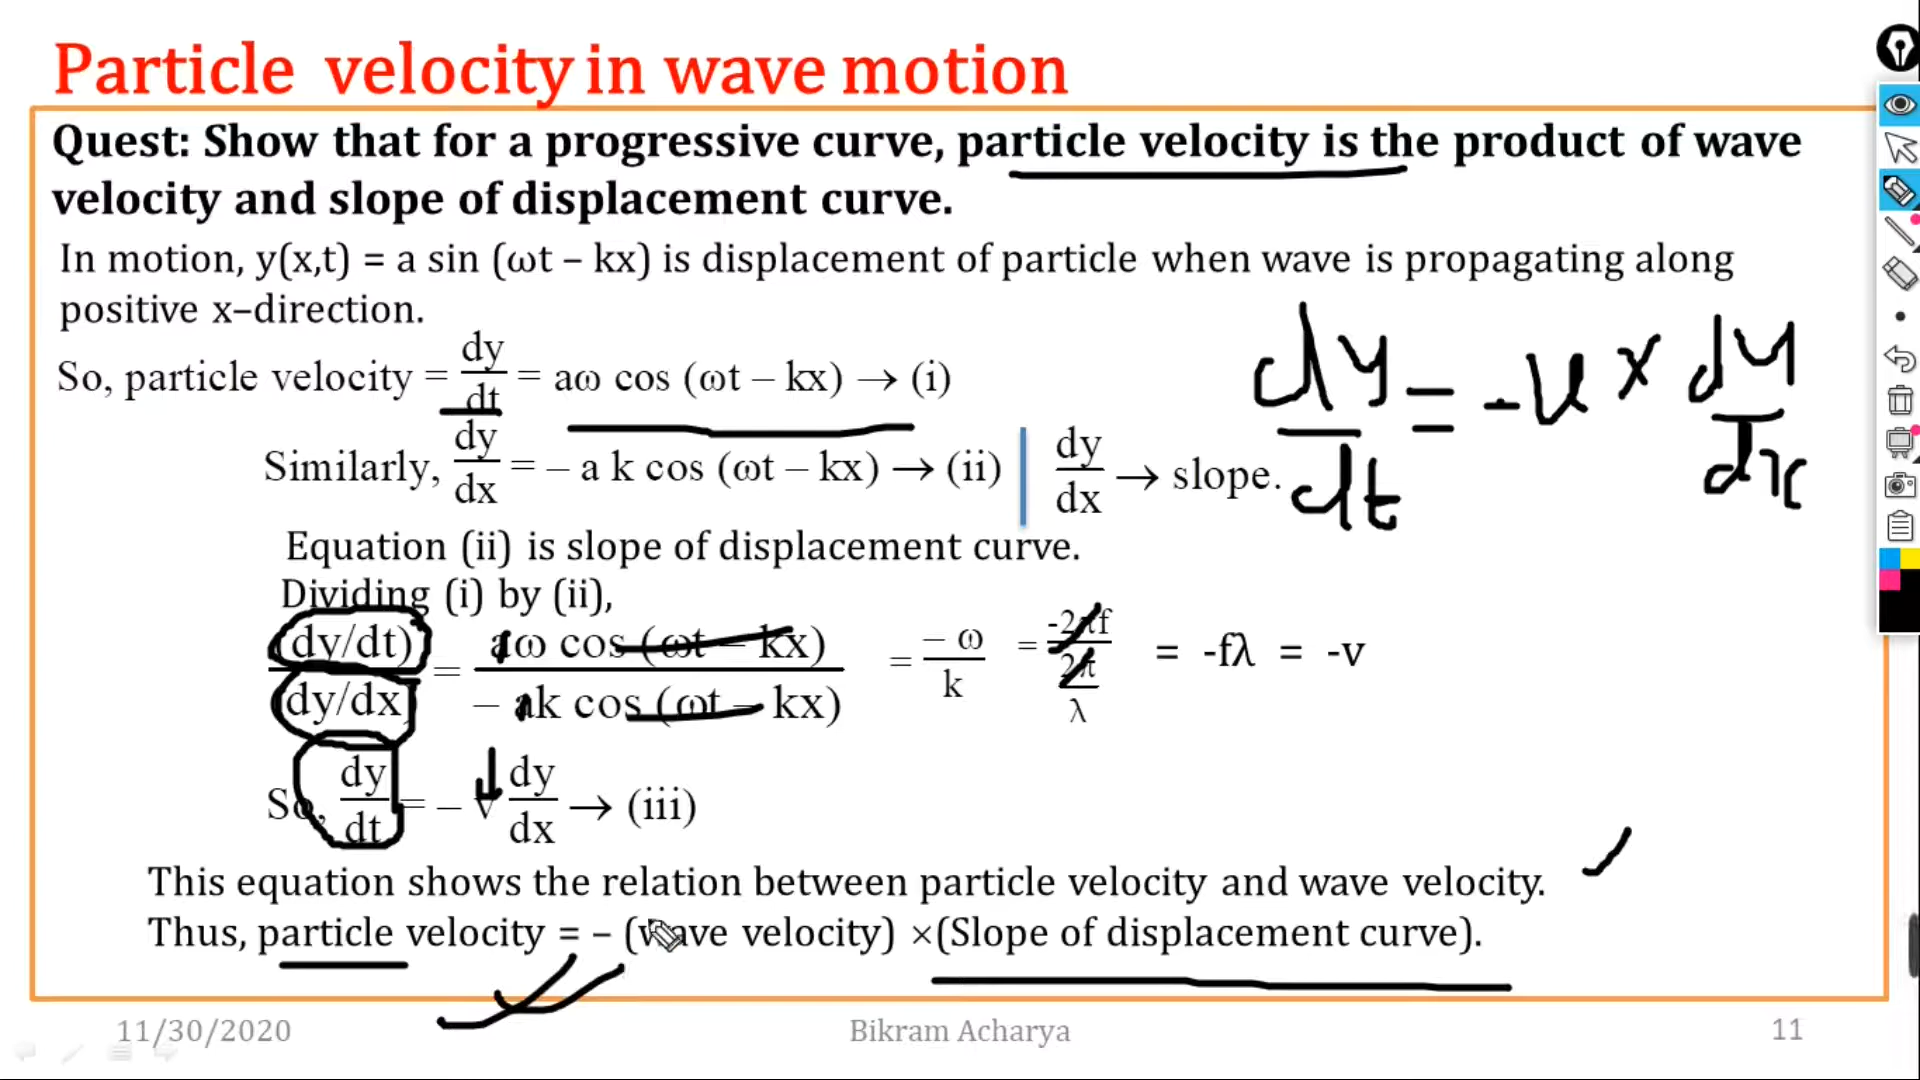 Particle velocity in wave motion
Quest: Show that for a progressive curve, particle velocity is the product of wave
velocity and slope of displacement curve.
In motion, y(x,t) = a sin (ωt – kx) is displacement of particle when wave is propagating along
positive x–direction.
So, particle velocity = dy/dt = aω cos (ωt – kx) → (i)
dy/dt = -v × dy/dx
Similarly, dy/dx = – a k cos (ωt – kx) → (ii) | dy/dx → slope.
Equation (ii) is slope of displacement curve.
Dividing (i) by (ii),
(dy/dt)/(dy/dx) = aω cos (ωt – kx)/– ak cos (ωt – kx) = – ω/k = -2πf/(2π/λ) = -fλ = -v
So, dy/dt = – v dy/dx → (iii)
This equation shows the relation between particle velocity and wave velocity.
Thus, particle velocity = – (wave velocity) ×(Slope of displacement curve).
11/30/2020 Bikram Acharya 11